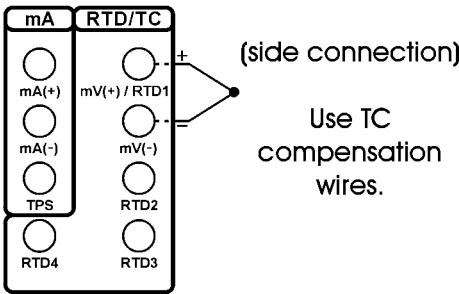 mA RTD/TC
+
(side connection)
mA(+) mV(+) / RTD1
=
Use TC
mA(-) mV(-)
compensation
wires.
TPS RTD2
RTD4 RTD3